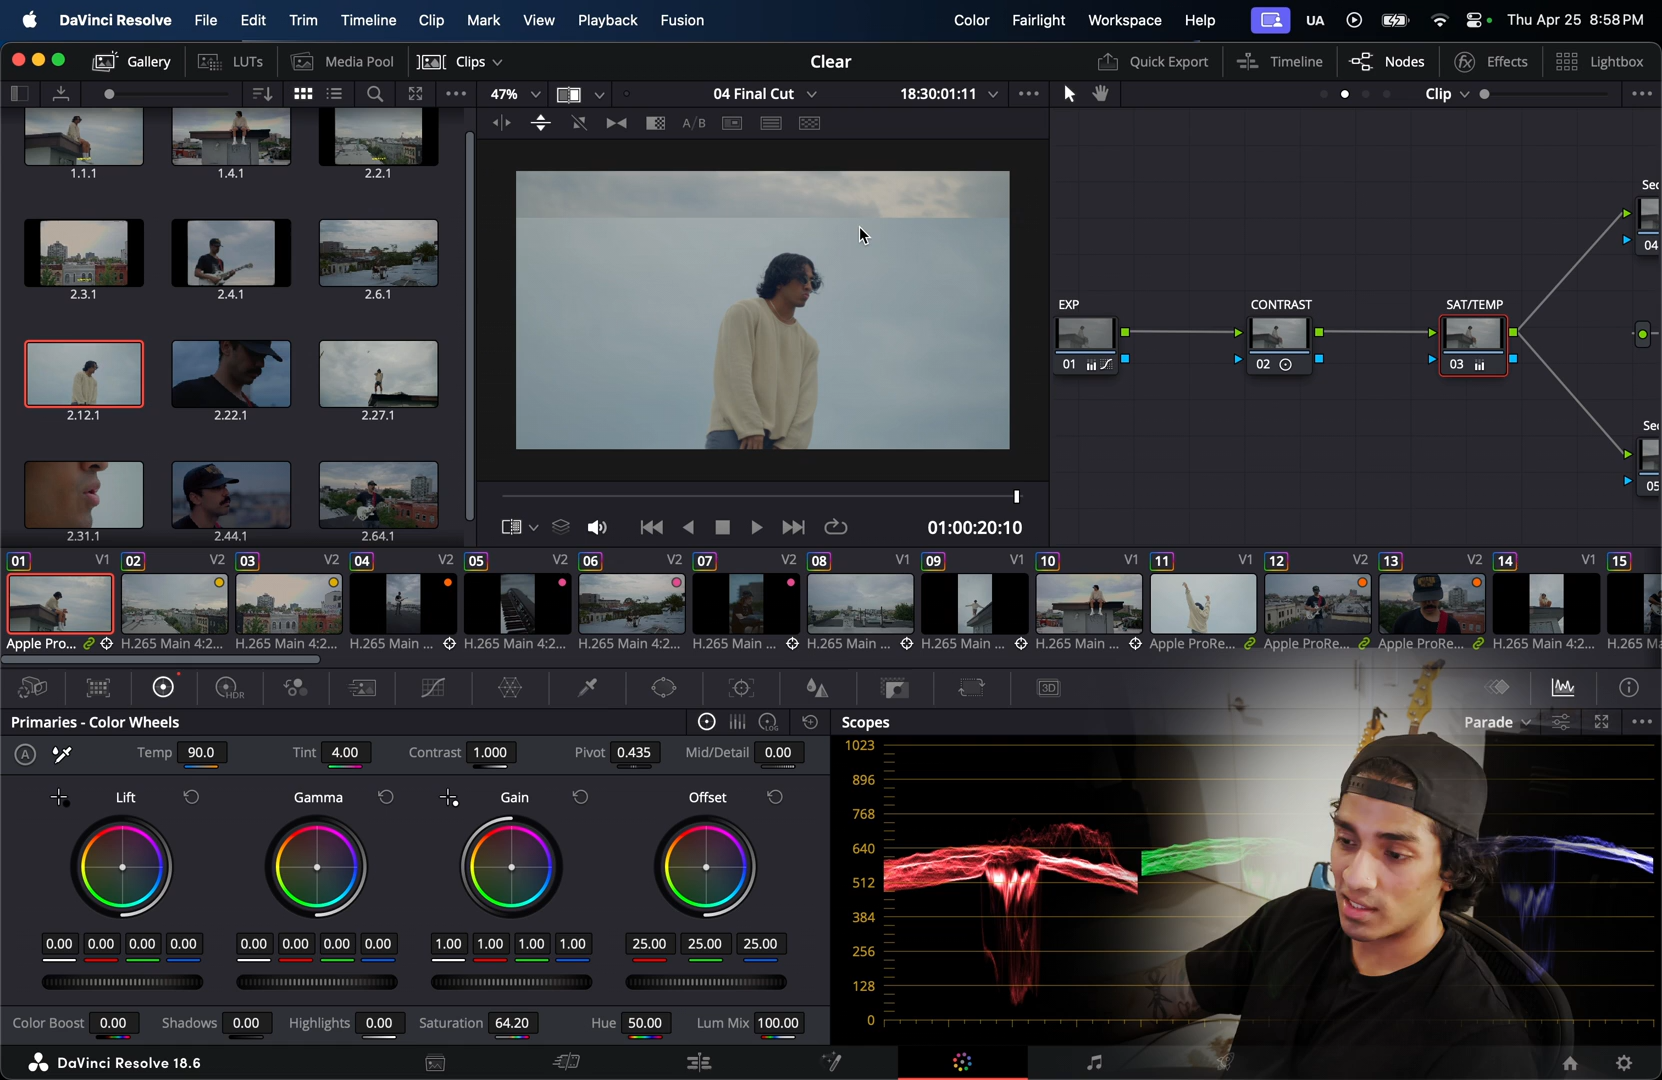 DaVinci Resolve File Edit Trim Timeline Clip Mark View Playback Fusion Color Fairlight Workspace Help UA Thu Apr 25 8:58 PM
Gallery LUTs Media Pool Clips Clear Quick Export Timeline Nodes fx Effects Lightbox
47% 04 Final Cut 18:30:01:11 Clip
A/B
1.1.1 1.4.1 2.2.1
2.3.1 2.4.1 2.6.1
2.12.1 2.22.1 2.27.1
2.31.1 2.44.1 2.64.1
Sec
04
EXP CONTRAST SAT/TEMP
01 02 03
Sec
05
01:00:20:10
01 V1 02 V2 03 V2 04 V2 05 V2 06 V2 07 V2 08 V1 09 V1 10 V1 11 V1 12 V2 13 V2 14 V1 15
Apple Pro... H.265 Main 4:2... H.265 Main 4:2... H.265 Main ... H.265 Main 4:2... H.265 Main ... H.265 Main ... H.265 Main ... H.265 Main ... H.265 Main ... Apple ProRe... Apple ProRe... Apple ProRe... H.265 Main 4:2... H.265 Ma
HDR 3D
Primaries - Color Wheels LOG Scopes Parade
A Temp 90.0 Tint 4.00 Contrast 1.000 Pivot 0.435 Mid/Detail 0.00
Lift Gamma Gain Offset
0.00 0.00 0.00 0.00 0.00 0.00 0.00 0.00 1.00 1.00 1.00 1.00 25.00 25.00 25.00
Color Boost 0.00 Shadows 0.00 Highlights 0.00 Saturation 64.20 Hue 50.00 Lum Mix 100.00
1023
896
768
640
512
384
256
128
0
DaVinci Resolve 18.6